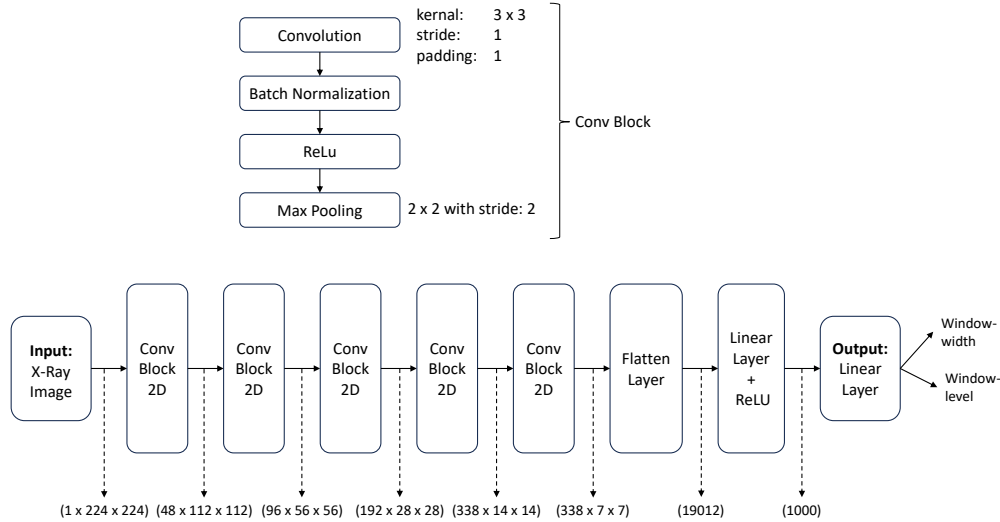 Convolution
kernal: 3 x 3
stride: 1
padding: 1
Batch Normalization
ReLu
Max Pooling
2 x 2 with stride: 2
Conv Block
Input:
X-Ray
Image
Conv
Block
2D
Conv
Block
2D
Conv
Block
2D
Conv
Block
2D
Conv
Block
2D
Flatten
Layer
Linear
Layer
+
ReLU
Output:
Linear
Layer
Window-
width
Window-
level
(1 x 224 x 224)
(48 x 112 x 112)
(96 x 56 x 56)
(192 x 28 x 28)
(338 x 14 x 14)
(338 x 7 x 7)
(19012)
(1000)